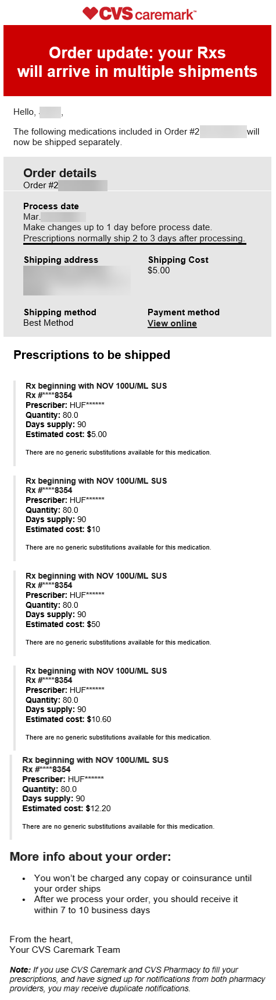 CVS caremark™
Order update: your Rxs
will arrive in multiple shipments
Hello, ,
The following medications included in Order #2 will
now be shipped separately.
Order details
Order #2
Process date
Mar.
Make changes up to 1 day before process date.
Prescriptions normally ship 2 to 3 days after processing.
Shipping address
Shipping Cost
$5.00
Shipping method
Best Method
Payment method
View online
Prescriptions to be shipped
Rx beginning with NOV 100U/ML SUS
Rx #****8354
Prescriber: HUF******
Quantity: 80.0
Days supply: 90
Estimated cost: $5.00
There are no generic substitutions available for this medication.
Rx beginning with NOV 100U/ML SUS
Rx #****8354
Prescriber: HUF******
Quantity: 80.0
Days supply: 90
Estimated cost: $10
There are no generic substitutions available for this medication.
Rx beginning with NOV 100U/ML SUS
Rx #****8354
Prescriber: HUF******
Quantity: 80.0
Days supply: 90
Estimated cost: $50
There are no generic substitutions available for this medication.
Rx beginning with NOV 100U/ML SUS
Rx #****8354
Prescriber: HUF******
Quantity: 80.0
Days supply: 90
Estimated cost: $10.60
There are no generic substitutions available for this medication.
Rx beginning with NOV 100U/ML SUS
Rx #****8354
Prescriber: HUF******
Quantity: 80.0
Days supply: 90
Estimated cost: $12.20
There are no generic substitutions available for this medication.
More info about your order:
• You won't be charged any copay or coinsurance until
your order ships
• After we process your order, you should receive it
within 7 to 10 business days
From the heart,
Your CVS Caremark Team
Note: If you use CVS Caremark and CVS Pharmacy to fill your
prescriptions, and have signed up for notifications from both pharmacy
providers, you may receive duplicate notifications.